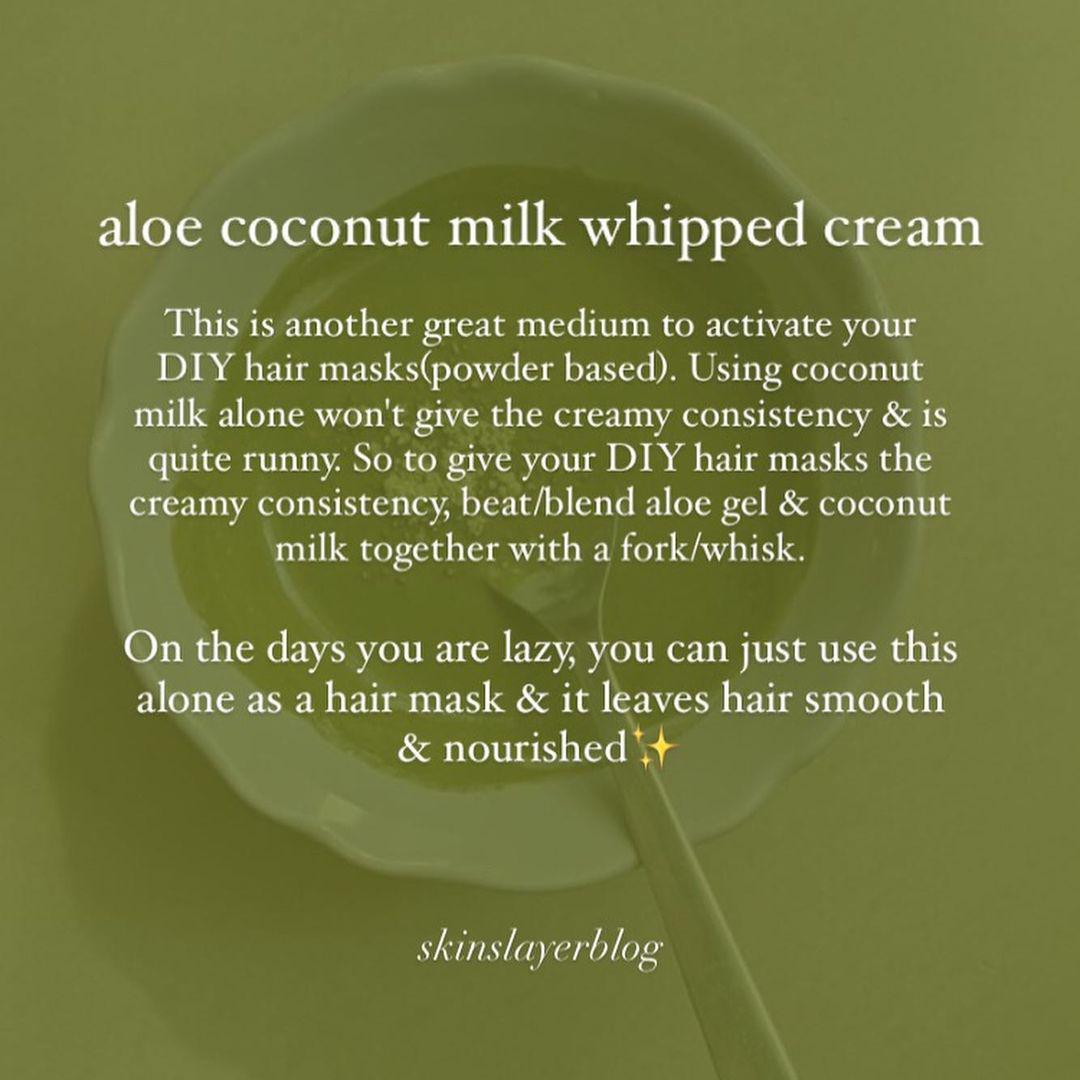 aloe coconut milk whipped cream
This is another great medium to activate your
DIY hair masks(powder based). Using coconut
milk alone won't give the creamy consistency & is
quite runny. So to give your DIY hair masks the
creamy consistency, beat/blend aloe gel & coconut
milk together with a fork/whisk.
On the days you are lazy, you can just use this
alone as a hair mask & it leaves hair smooth
& nourished✨
skinslayerblog